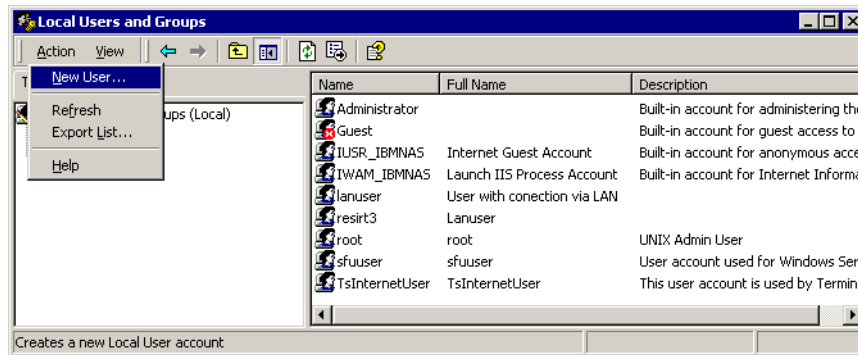 Local Users and Groups
Action View
New User...
Refresh
Export List...
Help
T
ups (Local)
Name Full Name Description
Administrator Built-in account for administering the
Guest Built-in account for guest access to
IUSR_IBMNAS Internet Guest Account Built-in account for anonymous acce
IWAM_IBMNAS Launch IIS Process Account Built-in account for Internet Informa
lanuser User with conection via LAN
resirt3 Lanuser
root root UNIX Admin User
sfuuser sfuuser User account used for Windows Ser
TsInternetUser TsInternetUser This user account is used by Termin
Creates a new Local User account